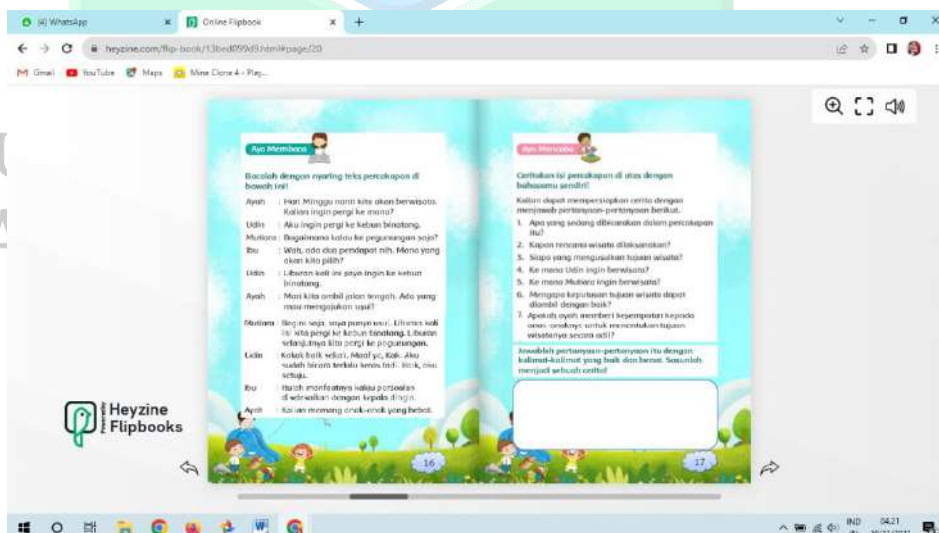 (4) WhatsApp
Online Flipbook
heyzine.com/flip-book/13bed099d9.html#page/20
Gmail
YouTube
Maps
Mine Clone 4 - Play...
Ayo Membaca
Bacalah dengan nyaring teks percakapan di
bawah ini!
Ayah : Hari Minggu nanti kita akan berwisata.
Kalian ingin pergi ke mana?
Udin : Aku ingin pergi ke kebun binatang.
Mutiara : Bagaimana kalau ke pegunungan saja?
Ibu : Wah, ada dua pendapat nih. Mana yang
akan kita pilih?
Udin : Liburan kali ini saya ingin ke kebun
binatang.
Ayah : Mari kita ambil jalan tengah. Ada yang
mau mengajukan usul?
Mutiara : Begini saja, saya punya usul. Liburan kali
ini kita pergi ke kebun binatang. Liburan
selanjutnya kita pergi ke pegunungan.
Udin : Kakak baik sekali. Maaf ya, Kak. Aku
sudah bicara terlalu keras tadi. Baik, aku
setuju.
Ibu : Itulah manfaatnya kalau persoalan
diselesaikan dengan kepala dingin.
Ayah : Kalian memang anak-anak yang hebat.
16
Ayo Mencoba
Ceritakan isi percakapan di atas dengan
bahasamu sendiri!
Kalian dapat mempersiapkan cerita dengan
menjawab pertanyaan-pertanyaan berikut.
1. Apa yang sedang dibicarakan dalam percakapan
itu?
2. Kapan rencana wisata dilaksanakan?
3. Siapa yang mengusulkan tujuan wisata?
4. Ke mana Udin ingin berwisata?
5. Ke mana Mutiara ingin berwisata?
6. Mengapa keputusan tujuan wisata dapat
diambil dengan baik?
7. Apakah ayah memberi kesempatan kepada
anak-anaknya untuk menentukan tujuan
wisatanya secara adil?
Jawablah pertanyaan-pertanyaan itu dengan
kalimat-kalimat yang baik dan benar. Susunlah
menjadi sebuah cerita!
17
Heyzine
Flipbooks
IND
04.21